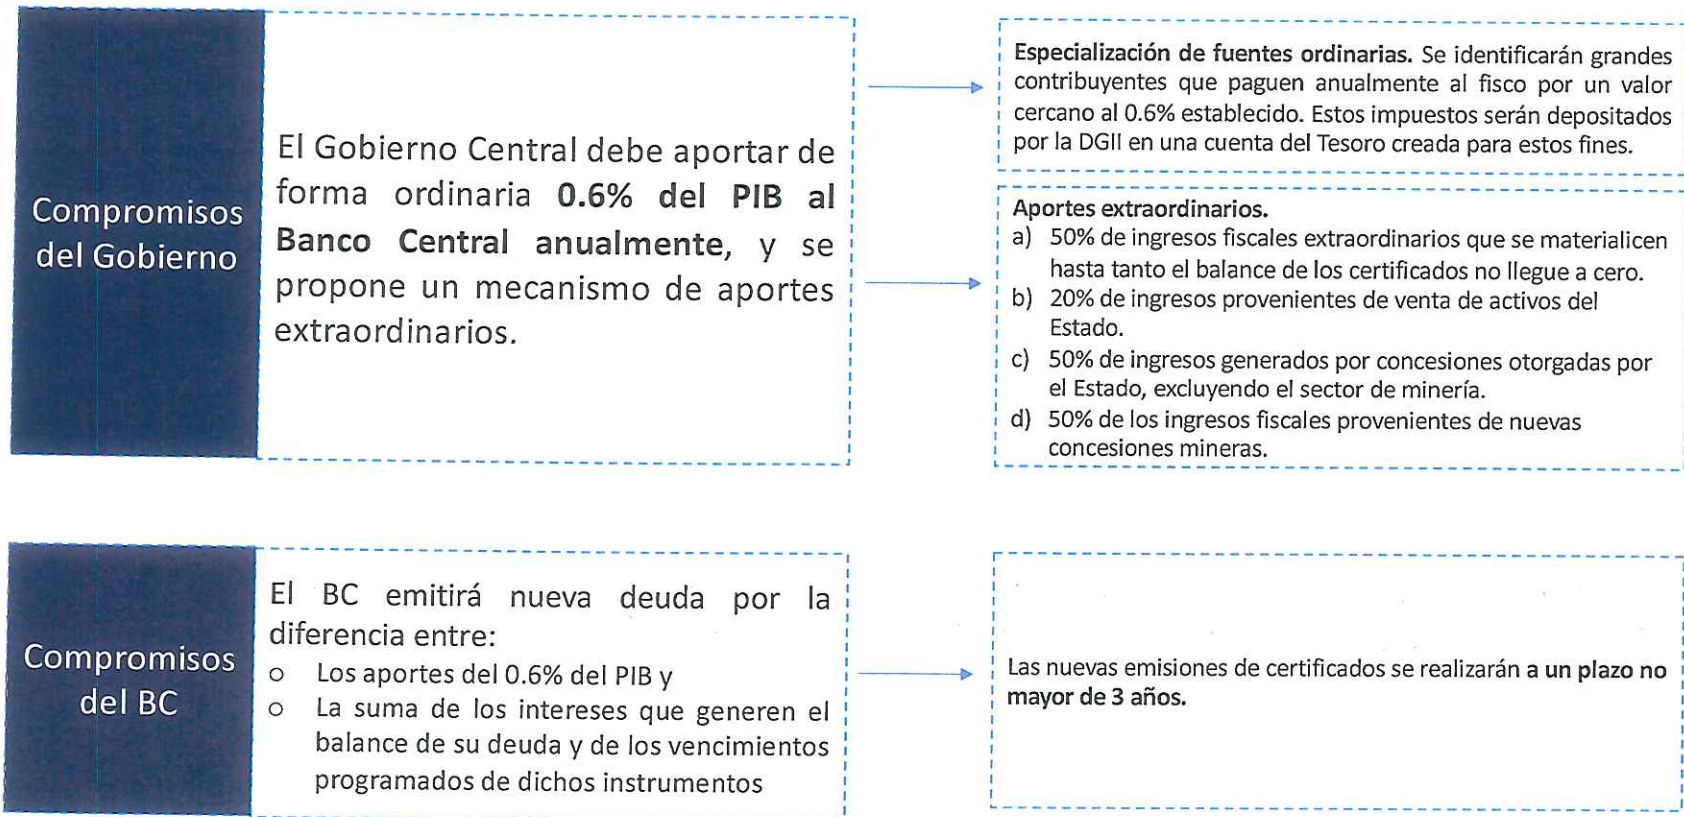 Compromisos
del Gobierno
El Gobierno Central debe aportar de
forma ordinaria 0.6% del PIB al
Banco Central anualmente, y se
propone un mecanismo de aportes
extraordinarios.
Especialización de fuentes ordinarias. Se identificarán grandes
contribuyentes que paguen anualmente al fisco por un valor
cercano al 0.6% establecido. Estos impuestos serán depositados
por la DGII en una cuenta del Tesoro creada para estos fines.
Aportes extraordinarios.
a) 50% de ingresos fiscales extraordinarios que se materialicen
hasta tanto el balance de los certificados no llegue a cero.
b) 20% de ingresos provenientes de venta de activos del
Estado.
c) 50% de ingresos generados por concesiones otorgadas por
el Estado, excluyendo el sector de minería.
d) 50% de los ingresos fiscales provenientes de nuevas
concesiones mineras.
Compromisos
del BC
El BC emitirá nueva deuda por la
diferencia entre:
o Los aportes del 0.6% del PIB y
o La suma de los intereses que generen el
balance de su deuda y de los vencimientos
programados de dichos instrumentos
Las nuevas emisiones de certificados se realizarán a un plazo no
mayor de 3 años.